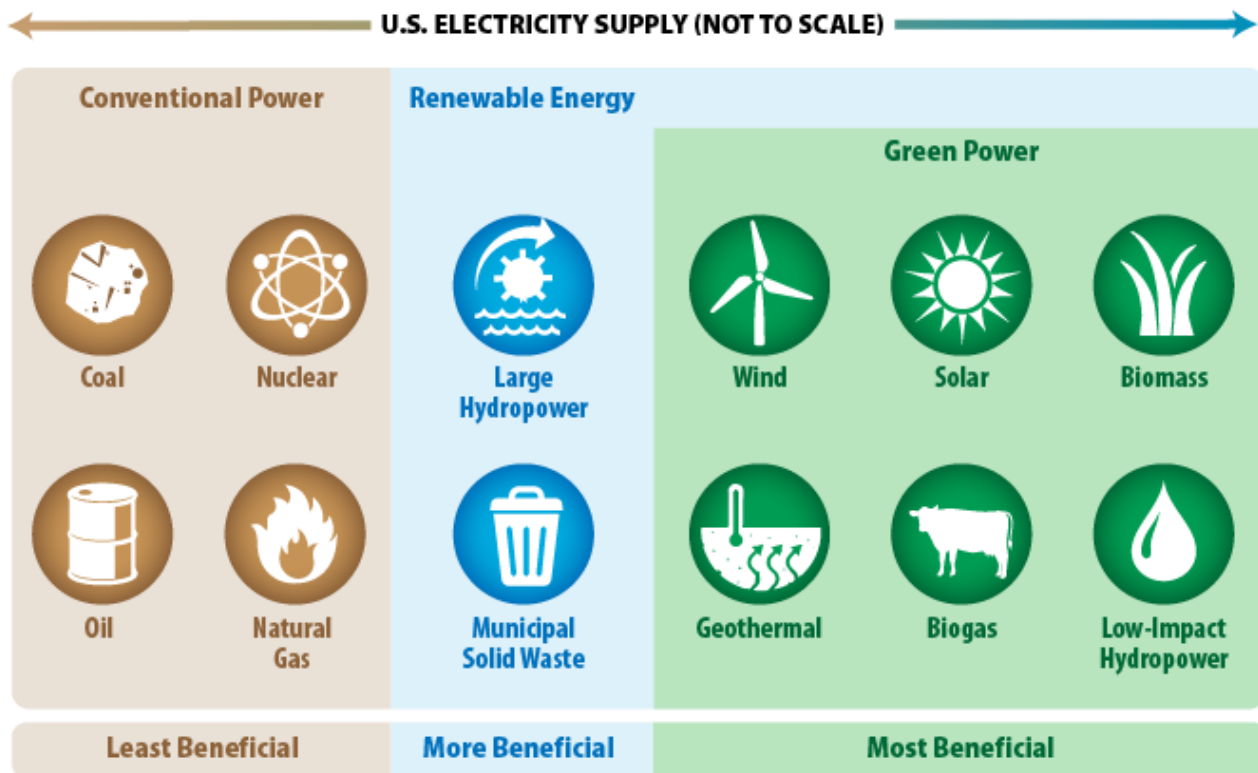 U.S. ELECTRICITY SUPPLY (NOT TO SCALE)
Conventional Power
Renewable Energy
Green Power
Coal
Nuclear
Large
Hydropower
Wind
Solar
Biomass
Oil
Natural
Gas
Municipal
Solid Waste
Geothermal
Biogas
Low-Impact
Hydropower
Least Beneficial
More Beneficial
Most Beneficial